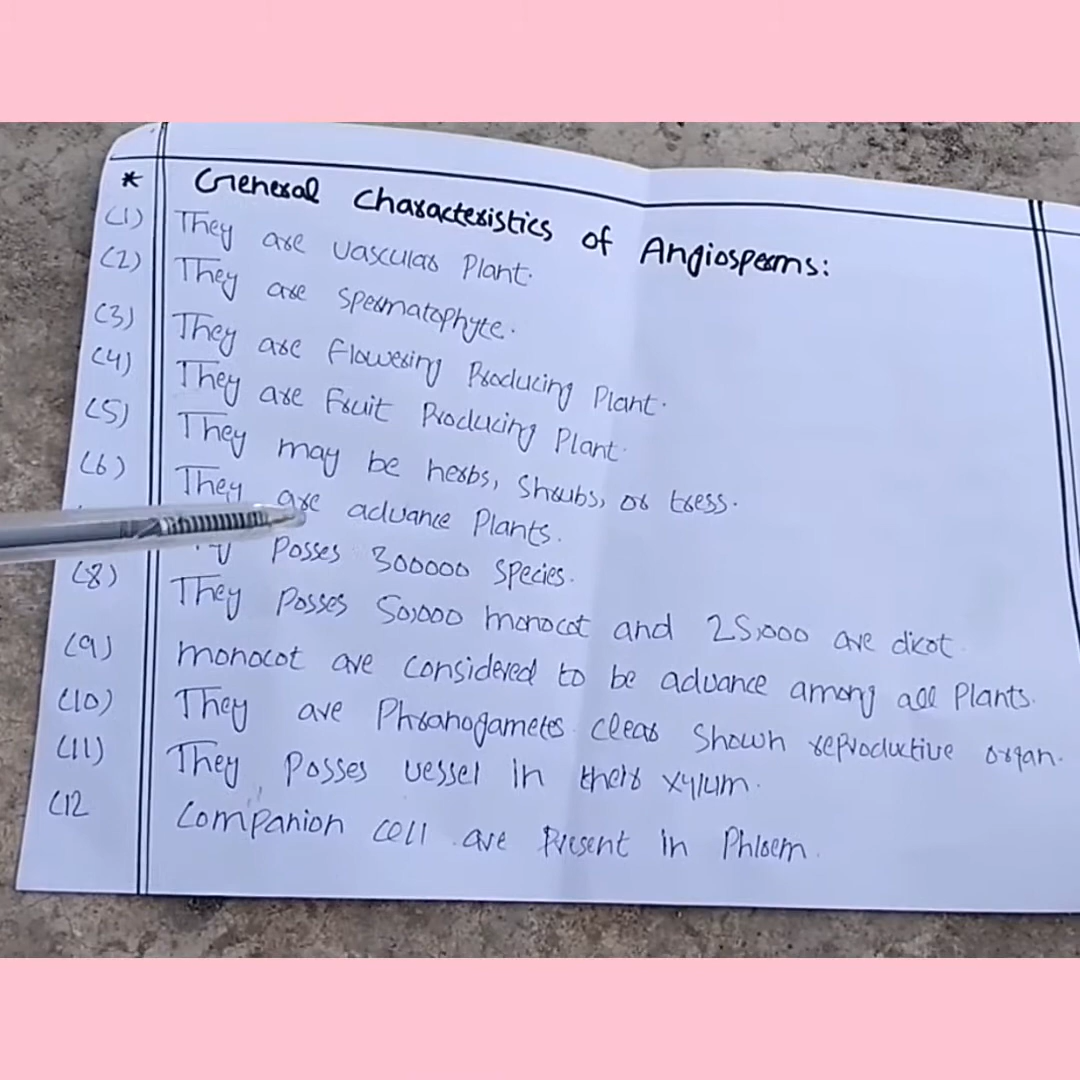 * General Characteristics of Angiosperms:
(1) They are vascular Plant.
(2) They are Spermatophyte.
(3) They are flowering Producing Plant.
(4) They are Fruit Producing Plant.
(5) They may be herbs, Shrubs, or tress.
(6) They are advance Plants.
Posses 300000 Species.
(8) They Posses 50,000 monocot and 25,000 are dicot.
(9) monocot are considered to be advance among all Plants.
(10) They are Phranogametes clear shown reproductive organ.
(11) They Posses vessel in their xylum.
(12 Companion cell are Present in Phloem.